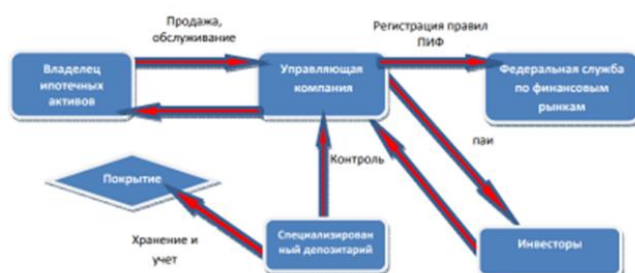 Продажа,
обслуживание
Регистрация правил
ПИФ
Владелец
ипотечных
активов
Управляющая
компания
Федеральная служба
по финансовым
рынкам
паи
Контроль
Покрытие
Хранение и
учет
Специализирован
ный депозитарий
Инвесторы